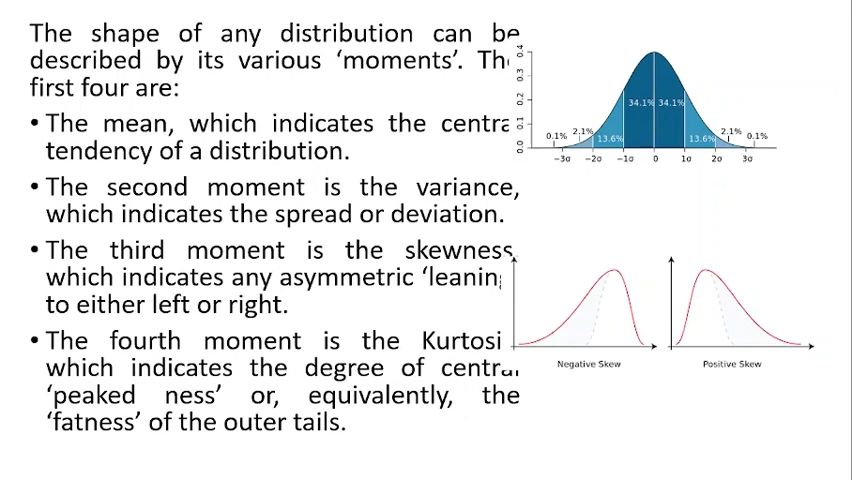 The shape of any distribution can be
described by its various ‘moments’. The
first four are:
• The mean, which indicates the central
tendency of a distribution.
• The second moment is the variance,
which indicates the spread or deviation.
• The third moment is the skewness,
which indicates any asymmetric ‘leaning
to either left or right.
• The fourth moment is the Kurtosi
which indicates the degree of central
‘peaked ness’ or, equivalently, the
‘fatness’ of the outer tails.
0.4
0.3
0.2
0.1
0.0
34.1% 34.1%
0.1% 2.1% 13.6% 13.6% 2.1% 0.1%
−3σ −2σ −1σ 0 1σ 2σ 3σ
Negative Skew
Positive Skew